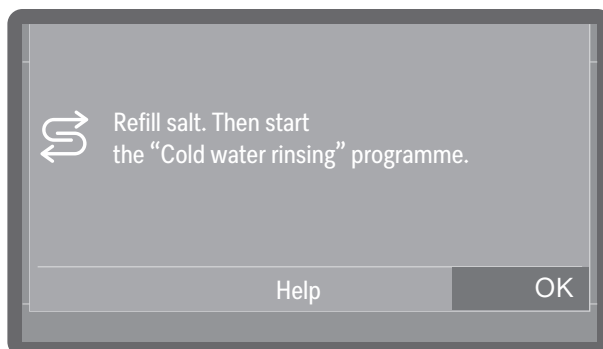 Refill salt. Then start
the “Cold water rinsing” programme.
Help
OK